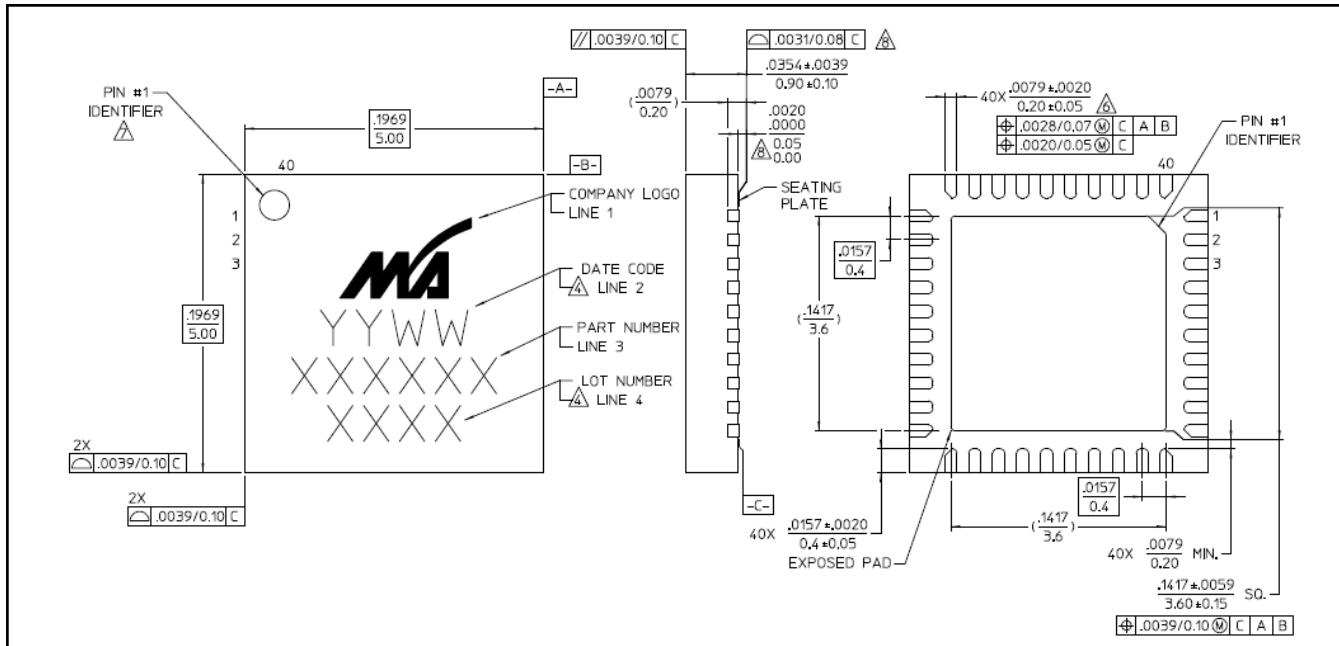 // .0039/0.10 C
⌓ .0031/0.08 C 8
.0354±.0039
0.90±0.10
(.0079
0.20)
.0020
.0000
8 0.05
0.00
SEATING
PLATE
-C-
PIN #1
IDENTIFIER
7
.1969
5.00
-A-
-B-
40
1
2
3
.1969
5.00
COMPANY LOGO
LINE 1
MA
DATE CODE
4 LINE 2
YYWW
PART NUMBER
LINE 3
XXXXXX
LOT NUMBER
4 LINE 4
XXXX
2X
⌓ .0039/0.10 C
2X
⌓ .0039/0.10 C
40X .0079±.0020
0.20±0.05 6
⌖ .0028/0.07 Ⓜ C A B
⌖ .0020/0.05 Ⓜ C
PIN #1
IDENTIFIER
40
1
2
3
.0157
0.4
(.1417
3.6)
.0157
0.4
(.1417
3.6)
40X .0157±.0020
0.4±0.05
EXPOSED PAD
40X .0079
0.20 MIN.
.1417±.0059
3.60±0.15 SQ.
⌖ .0039/0.10 Ⓜ C A B